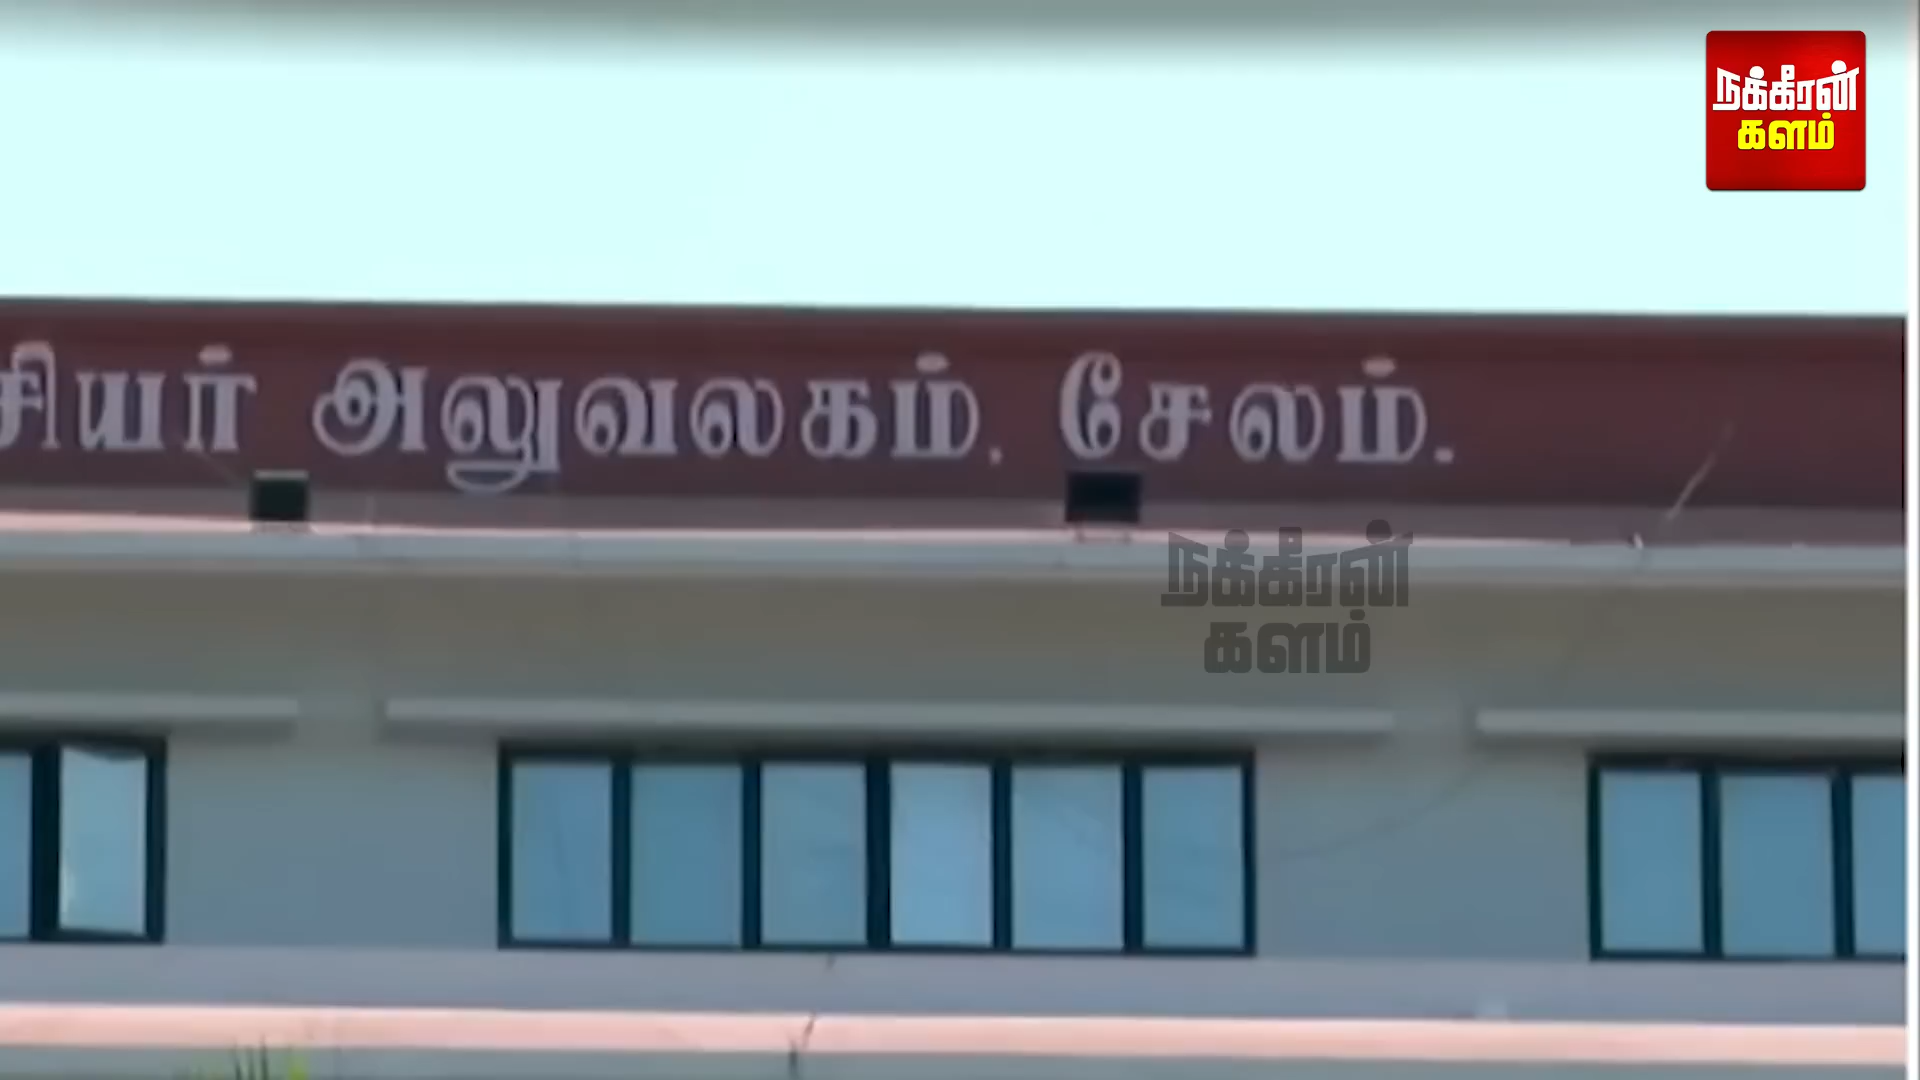 நக்கீரன்
களம்
சியர் அலுவலகம், சேலம்.
நக்கீரன்
களம்